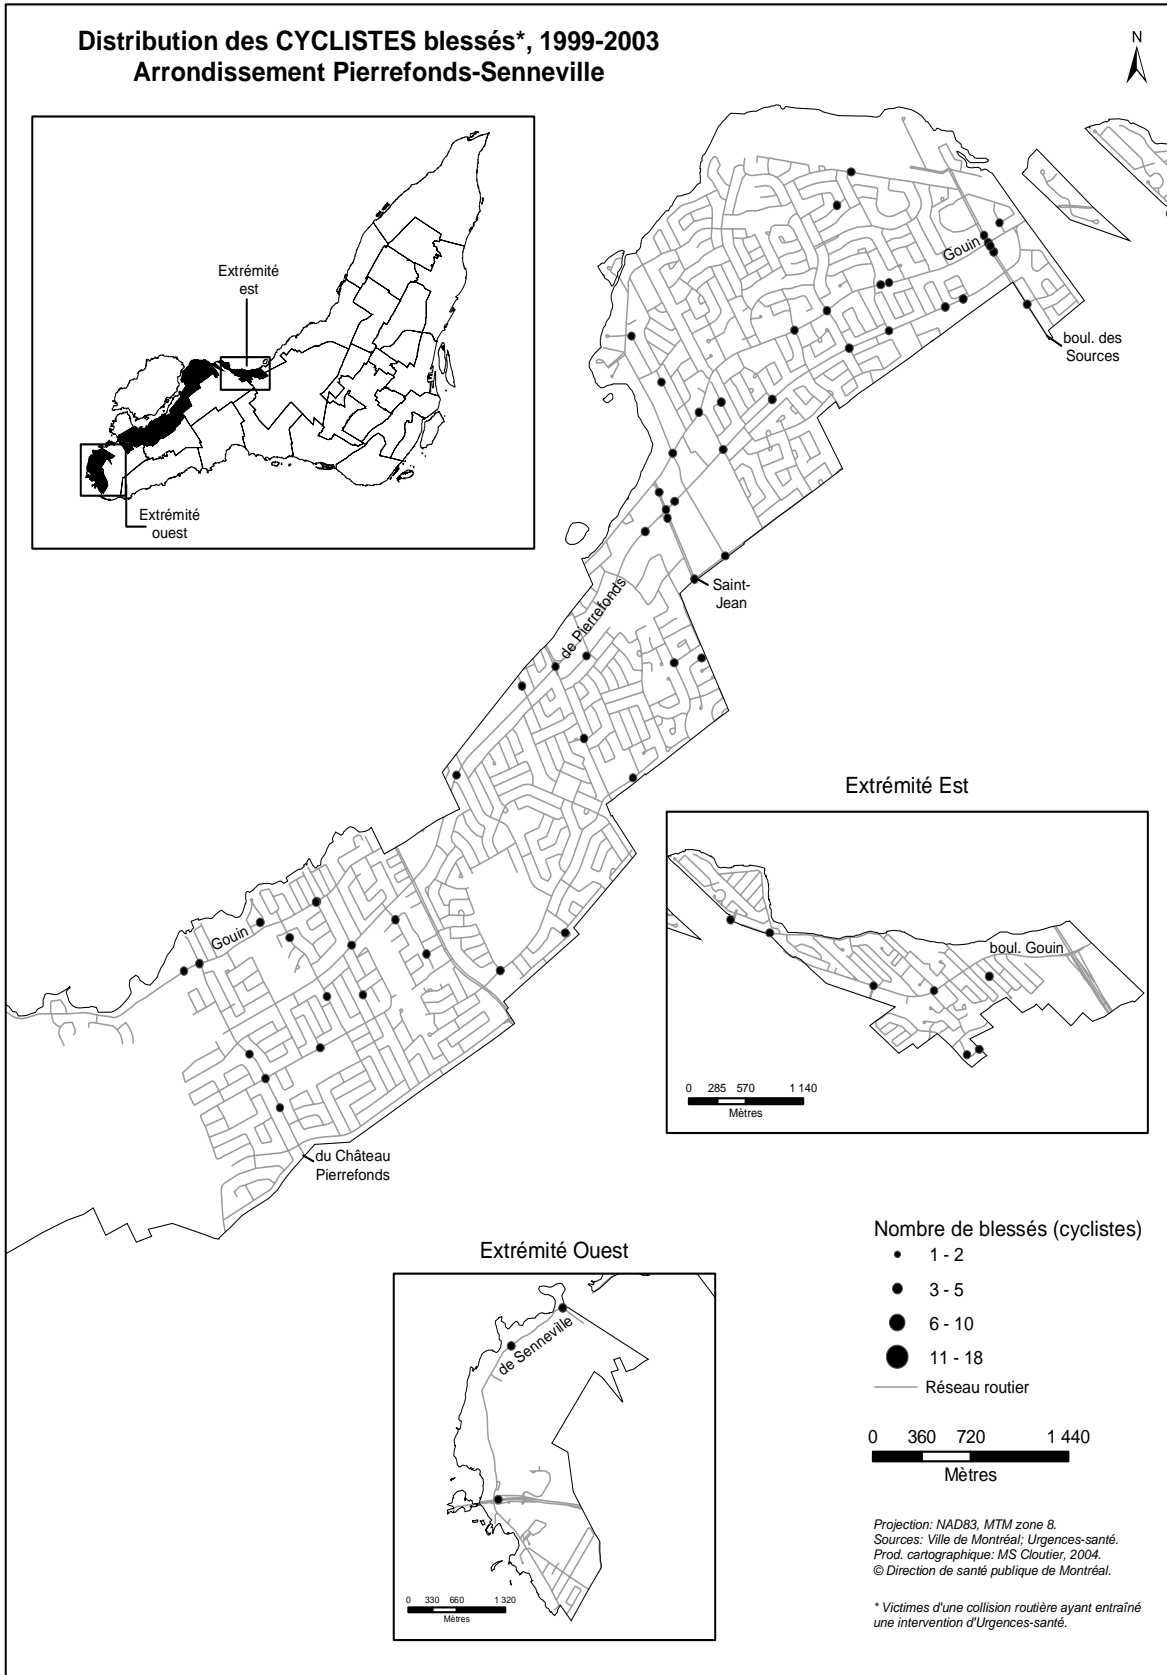 Distribution des CYCLISTES blessés*, 1999-2003
Arrondissement Pierrefonds-Senneville
N
Extrémité
est
Extrémité
ouest
Gouin
boul. des
Sources
Saint-
Jean
de Pierrefonds
Gouin
du Château
Pierrefonds
Extrémité Est
boul. Gouin
0 285 570 1 140
Mètres
Extrémité Ouest
de Senneville
0 330 660 1 320
Mètres
Nombre de blessés (cyclistes)
1 - 2
3 - 5
6 - 10
11 - 18
Réseau routier
0 360 720 1 440
Mètres
Projection: NAD83, MTM zone 8.
Sources: Ville de Montréal; Urgences-santé.
Prod. cartographique: MS Cloutier, 2004.
© Direction de santé publique de Montréal.
* Victimes d'une collision routière ayant entraîné
une intervention d'Urgences-santé.